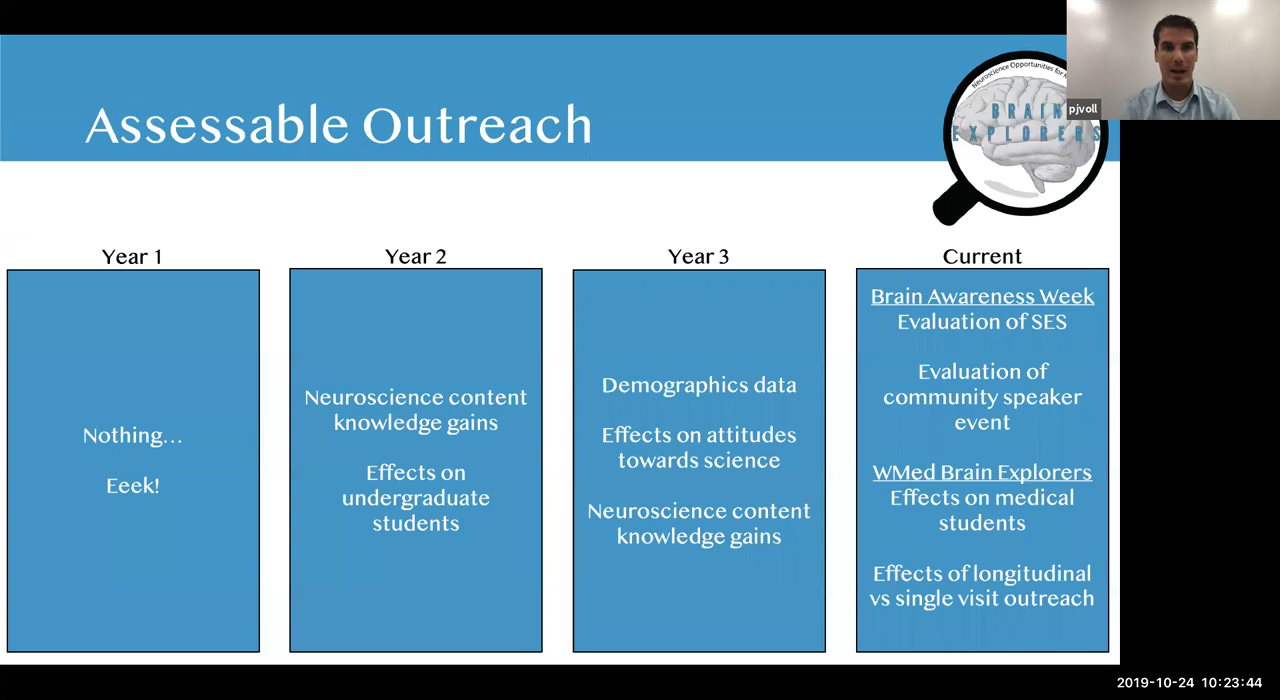 Assessable Outreach
Neuroscience Opportunities for
BRAIN
EXPLORERS
pjvoll
Year 1
Nothing...
Eeek!
Year 2
Neuroscience content
knowledge gains
Effects on
undergraduate
students
Year 3
Demographics data
Effects on attitudes
towards science
Neuroscience content
knowledge gains
Current
Brain Awareness Week
Evaluation of SES
Evaluation of
community speaker
event
WMed Brain Explorers
Effects on medical
students
Effects of longitudinal
vs single visit outreach
2019-10-24 10:23:44